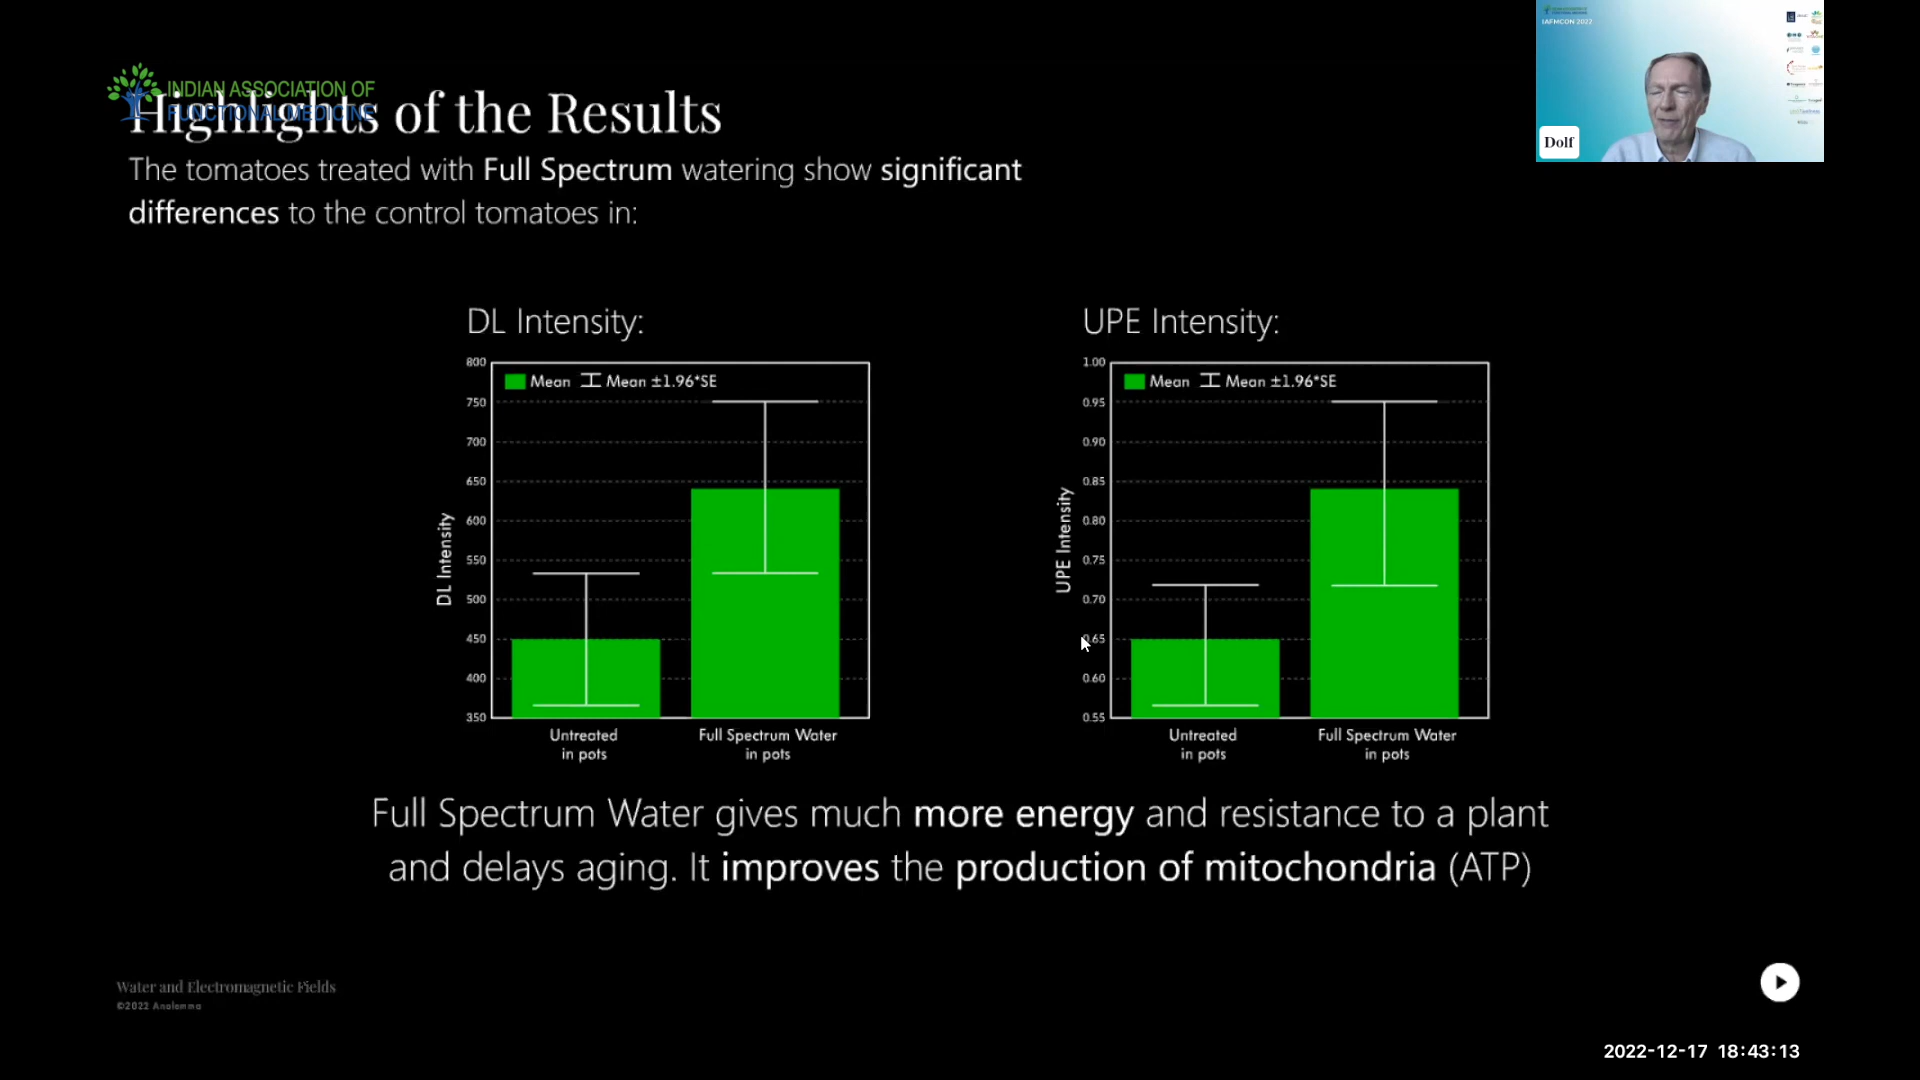 INDIAN ASSOCIATION OF
FUNCTIONAL MEDICINE
Highlights of the Results
The tomatoes treated with Full Spectrum watering show significant
differences to the control tomatoes in:
IAFMCON 2022
Dolf
DL Intensity:
800
750
700
650
600
550
500
450
400
350
DL Intensity
Mean Mean ±1.96*SE
Untreated
in pots
Full Spectrum Water
in pots
UPE Intensity:
1.00
0.95
0.90
0.85
0.80
0.75
0.70
0.65
0.60
0.55
UPE Intensity
Mean Mean ±1.96*SE
Untreated
in pots
Full Spectrum Water
in pots
Full Spectrum Water gives much more energy and resistance to a plant
and delays aging. It improves the production of mitochondria (ATP)
Water and Electromagnetic Fields
©2022 Analemma
2022-12-17 18:43:13